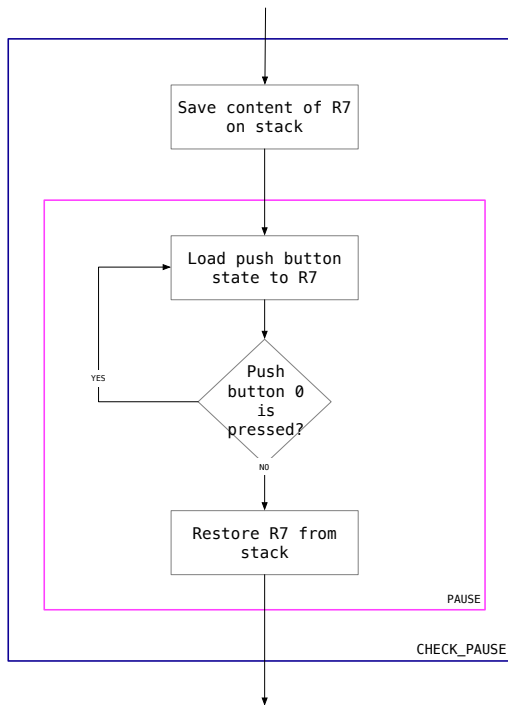 Save content of R7
on stack
Load push button
state to R7
Push
button 0
is
pressed?
YES
NO
Restore R7 from
stack
PAUSE
CHECK_PAUSE